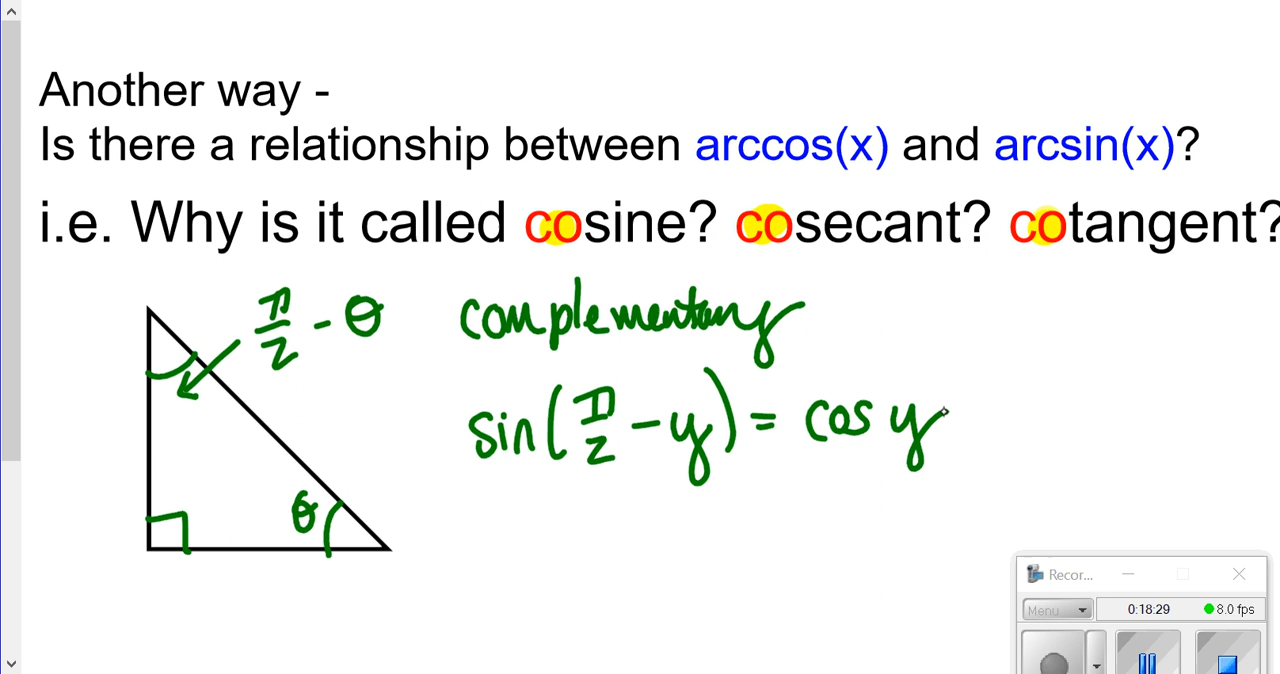 Another way -
Is there a relationship between arccos(x) and arcsin(x)?
i.e. Why is it called cosine? cosecant? cotangent?
π/2 - θ
complementary
sin(π/2 - y) = cos y
θ
Recor...
Menu
0:18:29
8.0 fps